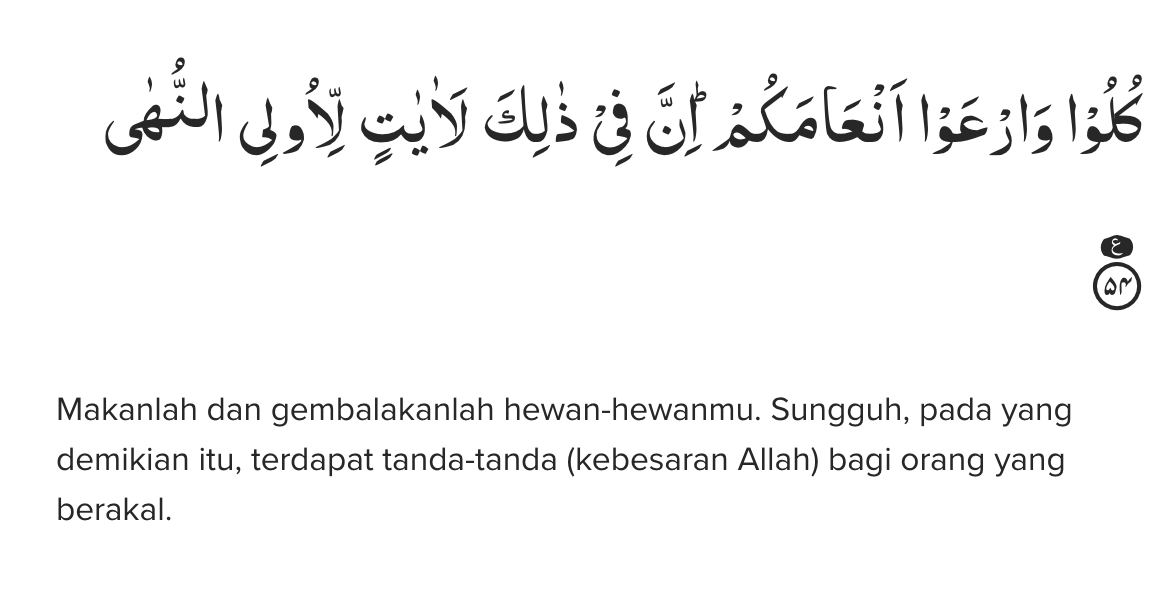 كُلُوْا وَارْعَوْا اَنْعَامَكُمْ ۗاِنَّ فِيْ ذٰلِكَ لَاٰيٰتٍ لِّاُولِى النُّهٰى
ع
٥٤
Makanlah dan gembalakanlah hewan-hewanmu. Sungguh, pada yang
demikian itu, terdapat tanda-tanda (kebesaran Allah) bagi orang yang
berakal.